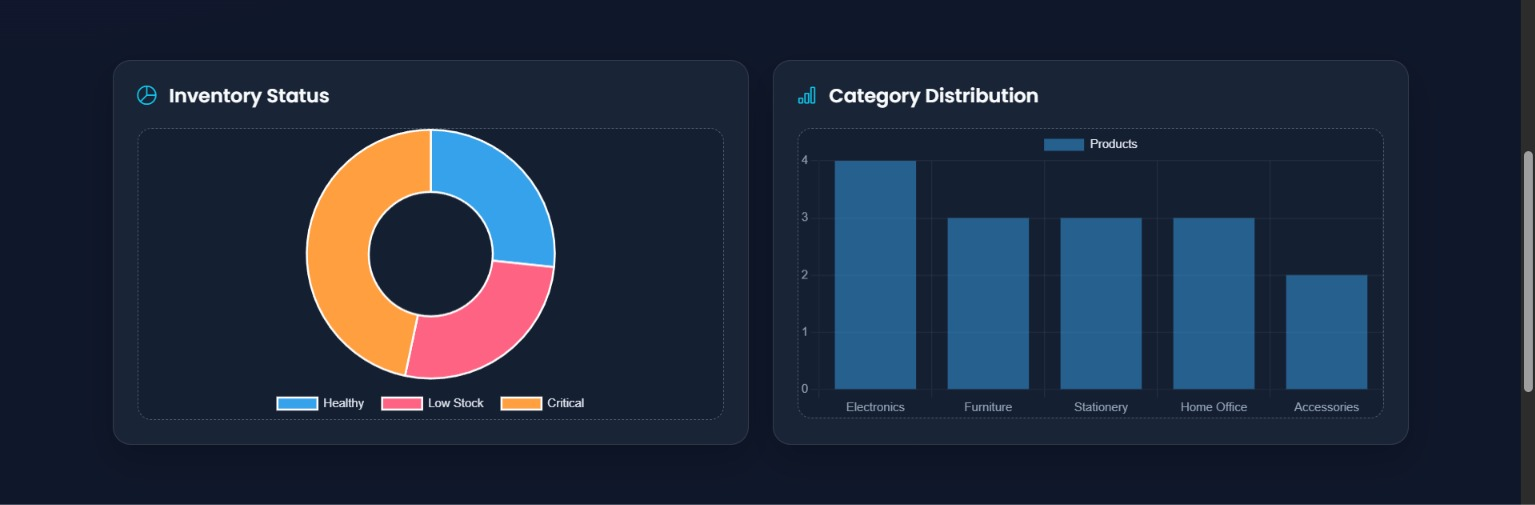 Inventory Status
Healthy Low Stock Critical
Category Distribution
Products
4
3
2
1
0
Electronics Furniture Stationery Home Office Accessories